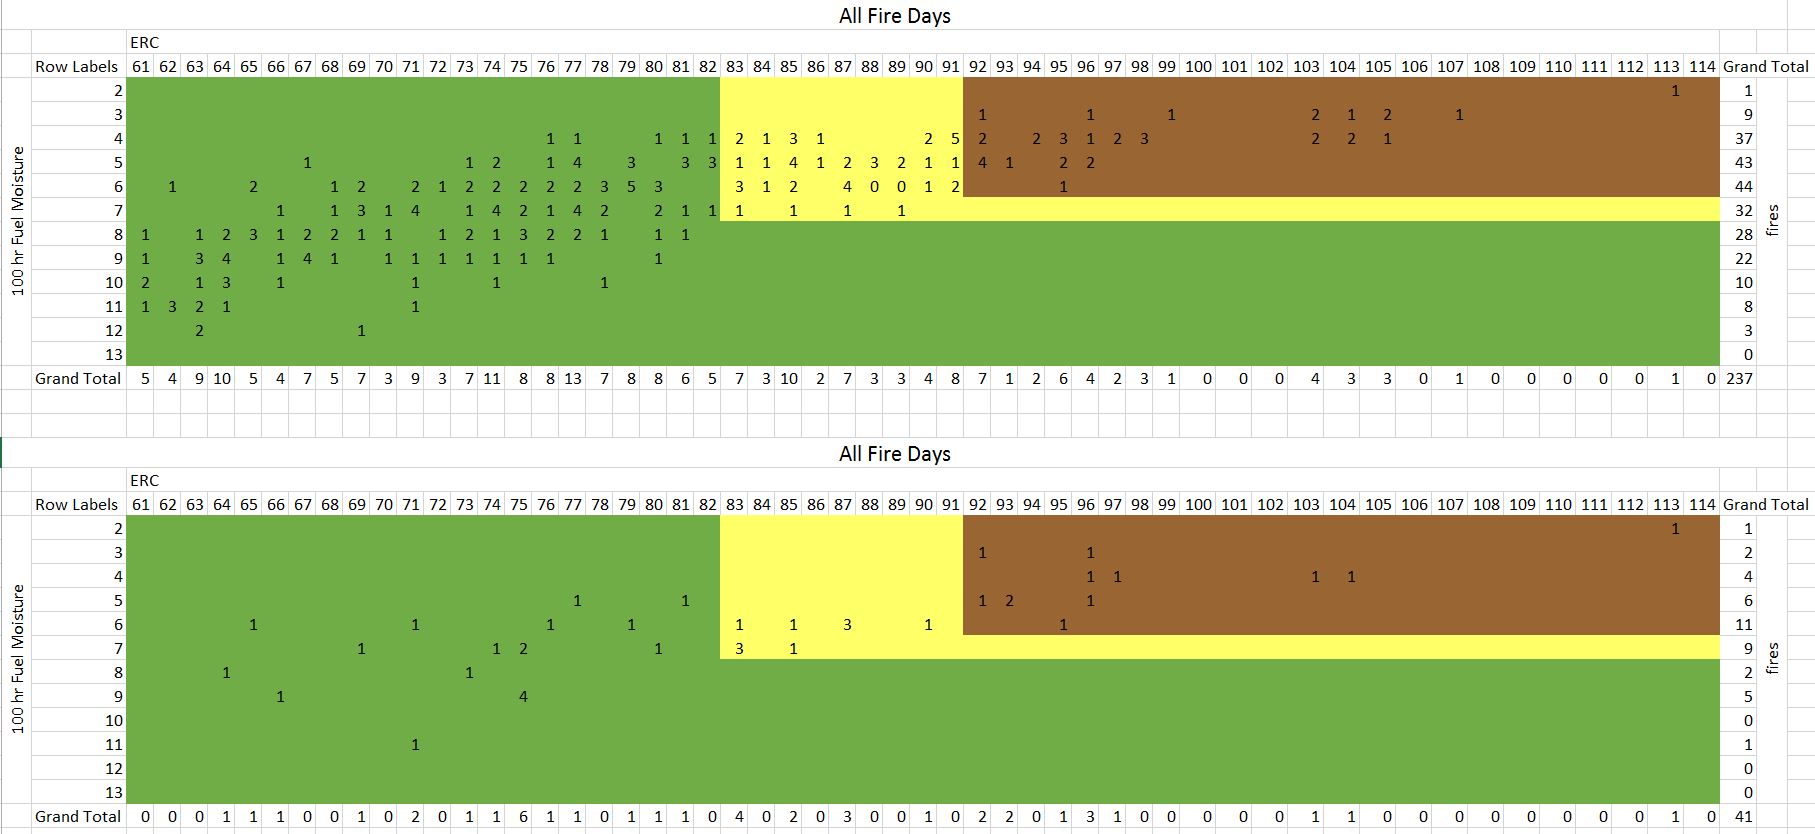 All Fire Days
ERC
Row Labels 61 62 63 64 65 66 67 68 69 70 71 72 73 74 75 76 77 78 79 80 81 82 83 84 85 86 87 88 89 90 91 92 93 94 95 96 97 98 99 100 101 102 103 104 105 106 107 108 109 110 111 112 113 114 Grand Total
100 hr Fuel Moisture
2 1 1
3 1 1 1 2 1 2 1 9
4 1 1 1 1 1 2 1 3 1 2 5 2 2 3 1 2 3 2 2 1 37
5 1 1 2 1 4 3 3 3 1 1 4 1 2 3 2 1 1 4 1 2 2 43
6 1 2 1 2 2 1 2 2 2 2 2 3 5 3 3 1 2 4 0 0 1 2 1 44
7 1 1 3 1 4 1 4 2 1 4 2 2 1 1 1 1 1 1 32
8 1 1 2 3 1 2 2 1 1 1 2 1 3 2 2 1 1 1 28
9 1 3 4 1 4 1 1 1 1 1 1 1 1 1 22
10 2 1 3 1 1 1 1 10
11 1 3 2 1 1 8
12 2 1 3
13 0
fires
Grand Total 5 4 9 10 5 4 7 5 7 3 9 3 7 11 8 8 13 7 8 8 6 5 7 3 10 2 7 3 3 4 8 7 1 2 6 4 2 3 1 0 0 0 4 3 3 0 1 0 0 0 0 0 1 0 237
All Fire Days
ERC
Row Labels 61 62 63 64 65 66 67 68 69 70 71 72 73 74 75 76 77 78 79 80 81 82 83 84 85 86 87 88 89 90 91 92 93 94 95 96 97 98 99 100 101 102 103 104 105 106 107 108 109 110 111 112 113 114 Grand Total
100 hr Fuel Moisture
2 1 1
3 1 1 2
4 1 1 1 1 4
5 1 1 1 2 1 6
6 1 1 1 1 1 1 3 1 1 11
7 1 1 2 1 3 1 9
8 1 1 2
9 1 4 5
10 0
11 1 1
12 0
13 0
fires
Grand Total 0 0 0 1 1 1 0 0 1 0 2 0 1 1 6 1 1 0 1 1 1 0 4 0 2 0 3 0 0 1 0 2 2 0 1 3 1 0 0 0 0 0 1 1 0 0 0 0 0 0 0 0 1 0 41